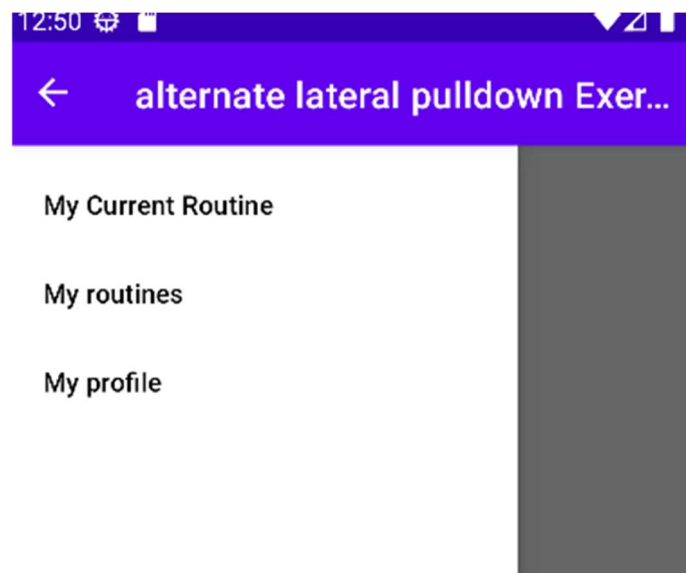 12:50
alternate lateral pulldown Exer...
My Current Routine
My routines
My profile